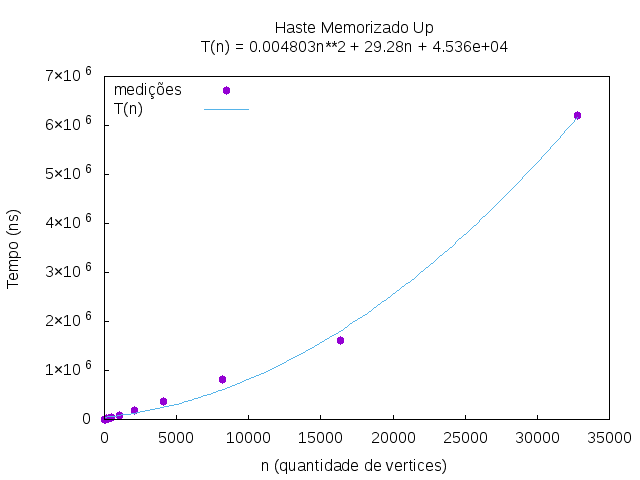 Haste Memorizado Up
T(n) = 0.004803n**2 + 29.28n + 4.536e+04
medições
T(n)
7×10 6
6×10 6
5×10 6
4×10 6
3×10 6
2×10 6
1×10 6
0
Tempo (ns)
0 5000 10000 15000 20000 25000 30000 35000
n (quantidade de vertices)